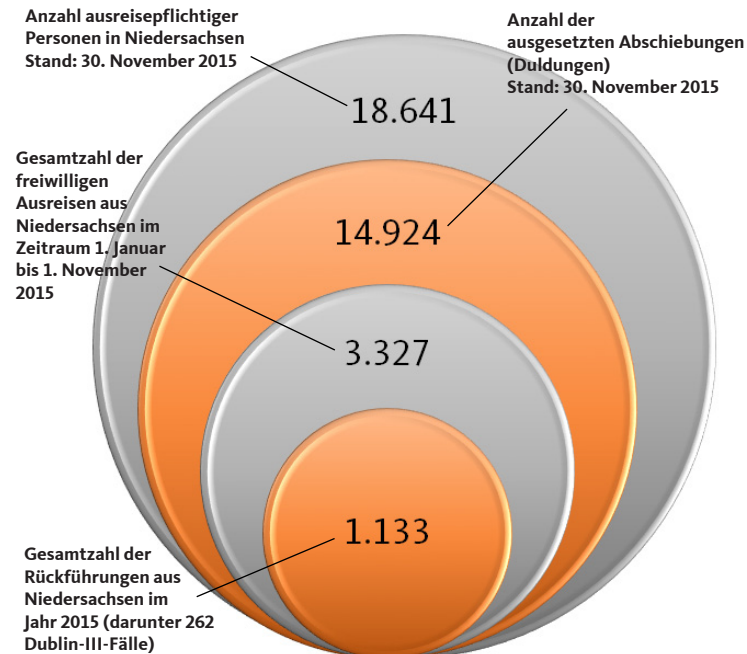 Anzahl ausreisepflichtiger
Personen in Niedersachsen
Stand: 30. November 2015
Anzahl der
ausgesetzten Abschiebungen
(Duldungen)
Stand: 30. November 2015
18.641
Gesamtzahl der
freiwilligen
Ausreisen aus
Niedersachsen im
Zeitraum 1. Januar
bis 1. November
2015
14.924
3.327
1.133
Gesamtzahl der
Rückführungen aus
Niedersachsen im
Jahr 2015 (darunter 262
Dublin-III-Fälle)